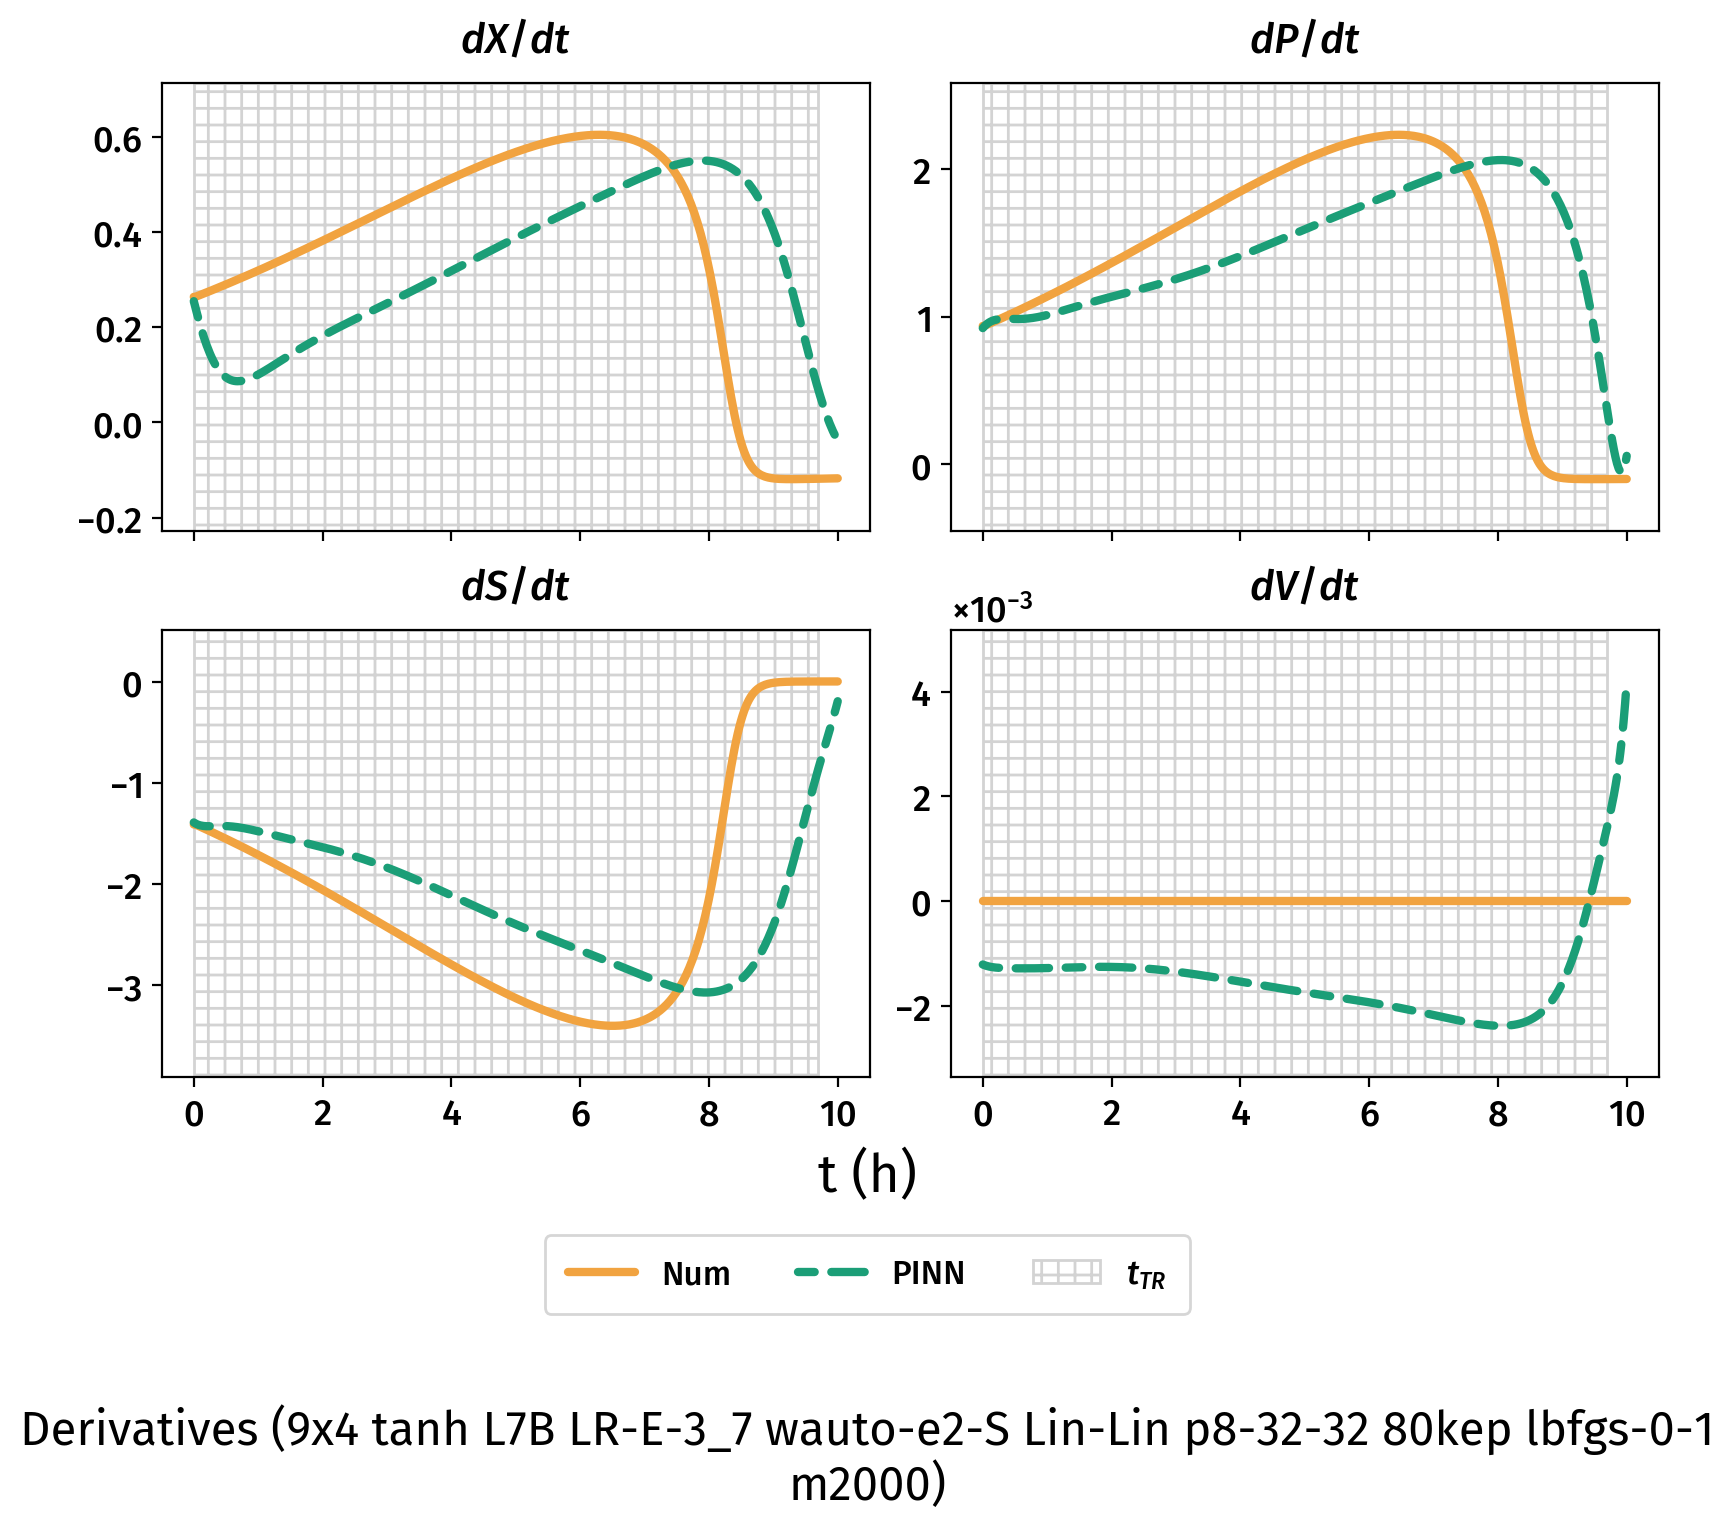 dX/dt
dP/dt
0.6
0.4
0.2
0.0
−0.2
2
1
0
dS/dt
dV/dt
×10⁻³
0
−1
−2
−3
4
2
0
−2
0 2 4 6 8 10
0 2 4 6 8 10
t (h)
Num PINN t_TR
Derivatives (9x4 tanh L7B LR-E-3_7 wauto-e2-S Lin-Lin p8-32-32 80kep lbfgs-0-1
m2000)